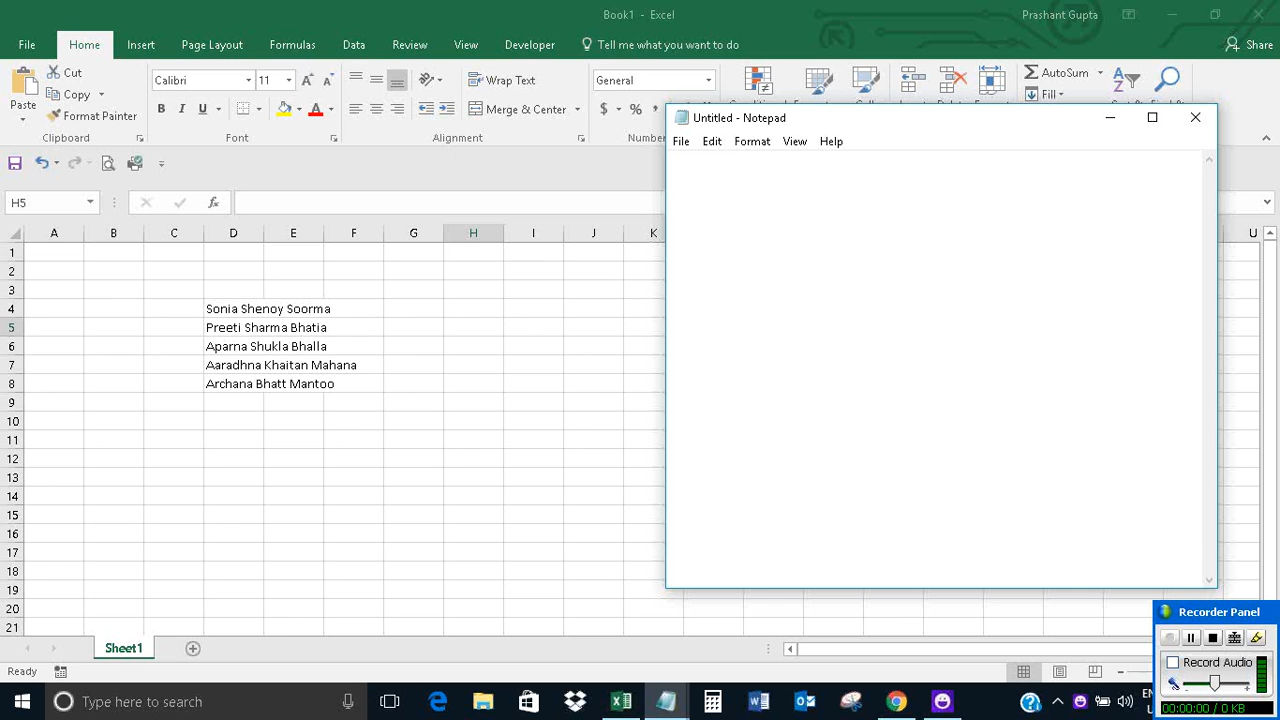 Book1 - Excel
Prashant Gupta
File Home Insert Page Layout Formulas Data Review View Developer Tell me what you want to do Share
Paste
Cut
Copy
Format Painter
Clipboard
Calibri 11
B I U
Font
Wrap Text
Merge & Center
Alignment
General
$ %
AutoSum
Fill
Untitled - Notepad
File Edit Format View Help
H5
fx
A B C D E F G H I J K U
1
2
3
4 Sonia Shenoy Soorma
5 Preeti Sharma Bhatia
6 Aparna Shukla Bhalla
7 Aaradhna Khaitan Mahana
8 Archana Bhatt Mantoo
9
10
11
12
13
14
15
16
17
18
19
20
21
Sheet1
Ready
Recorder Panel
Record Audio
00:00:00 / 0 KB
Type here to search